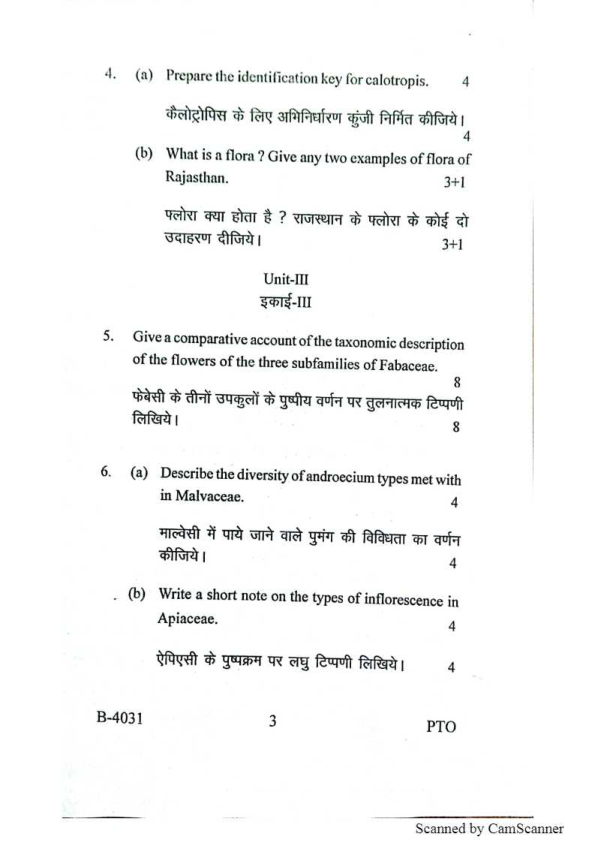 4. (a) Prepare the identification key for calotropis. 4
कैलोट्रोपिस के लिए अभिनिर्धारण कुंजी निर्मित कीजिये।
4
(b) What is a flora ? Give any two examples of flora of
Rajasthan. 3+1
फ्लोरा क्या होता है ? राजस्थान के फ्लोरा के कोई दो
उदाहरण दीजिये। 3+1
Unit-III
इकाई-III
5. Give a comparative account of the taxonomic description
of the flowers of the three subfamilies of Fabaceae.
8
फेबेसी के तीनों उपकुलों के पुष्पीय वर्णन पर तुलनात्मक टिप्पणी
लिखिये। 8
6. (a) Describe the diversity of androecium types met with
in Malvaceae. 4
माल्वेसी में पाये जाने वाले पुमंग की विविधता का वर्णन
कीजिये। 4
(b) Write a short note on the types of inflorescence in
Apiaceae. 4
ऐपिएसी के पुष्पक्रम पर लघु टिप्पणी लिखिये। 4
B-4031 3 PTO
Scanned by CamScanner